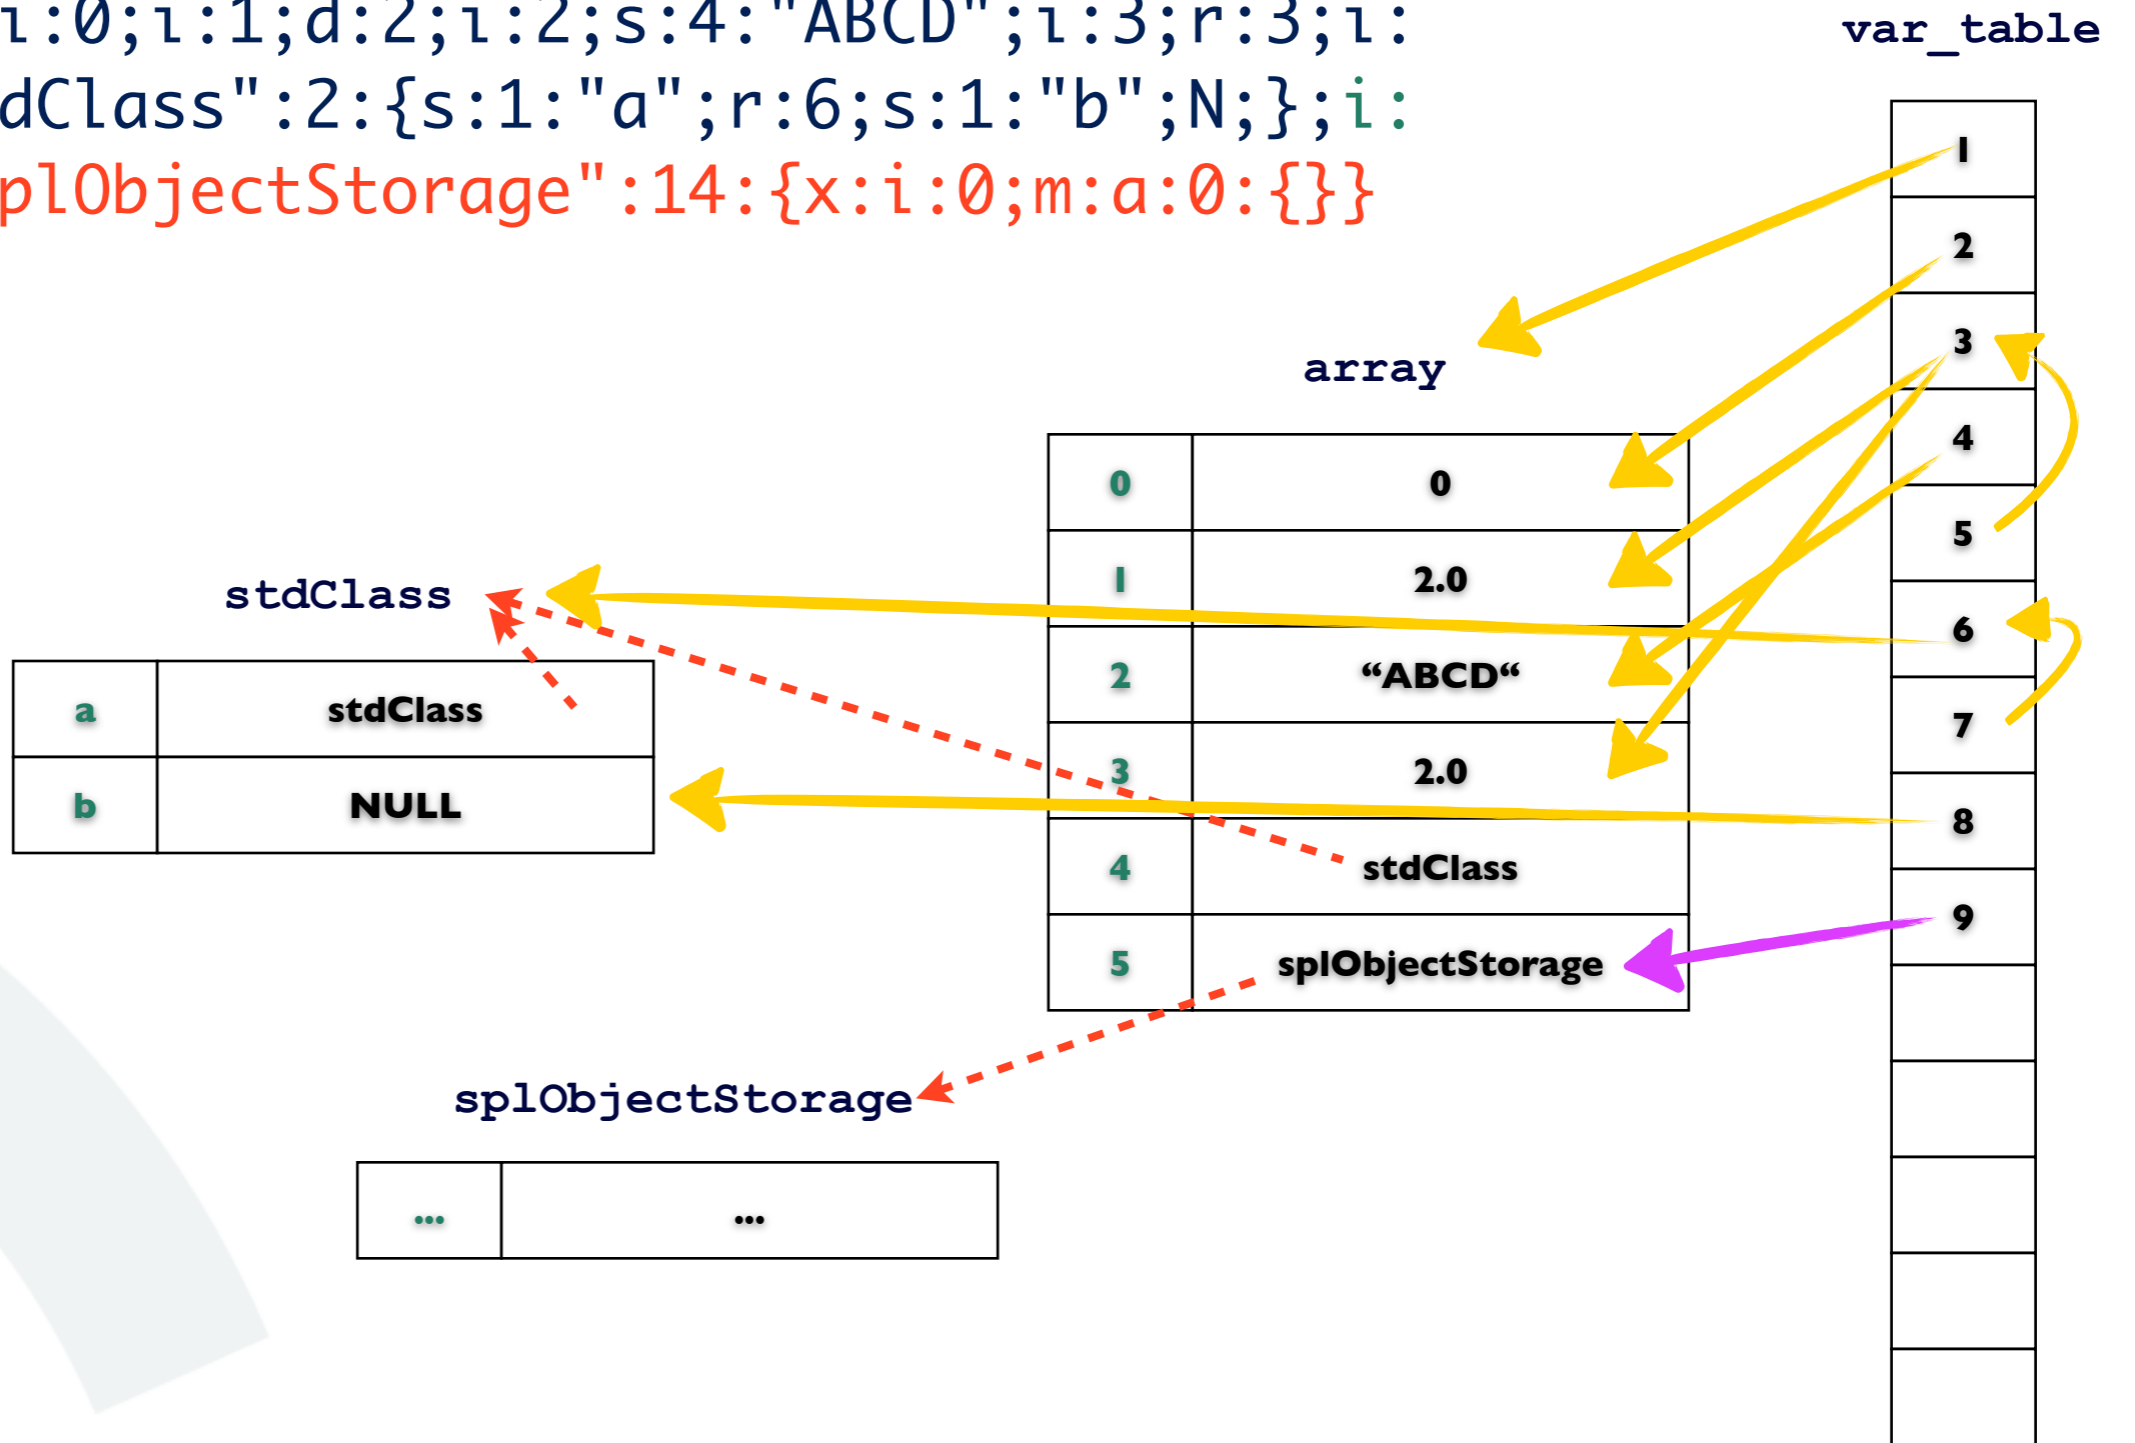 i:0;i:1;d:2;i:2;s:4:"ABCD";i:3;r:3;i:
dClass":2:{s:1:"a";r:6;s:1:"b";N;};i:
plObjectStorage":14:{x:i:0;m:a:0:{}}
var_table
1
2
3
4
5
6
7
8
9
array
0 0
1 2.0
2 “ABCD“
3 2.0
4 stdClass
5 splObjectStorage
stdClass
a stdClass
b NULL
splObjectStorage
... ...